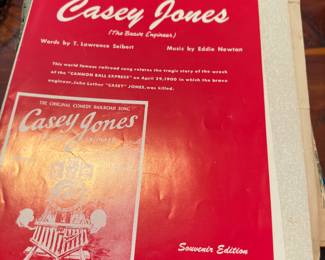 Casey Jones
(The Brave Engineer)
Words by T. Lawrence Seibert Music by Eddie Newton
This world famous railroad song relates the tragic story of the wreck
of the "CANNON BALL EXPRESS" on April 29, 1900 in which the brave
engineer, John Luther "CASEY" JONES, was killed.
THE ORIGINAL COMEDY RAILROAD SONG
Casey Jones
Souvenir Edition